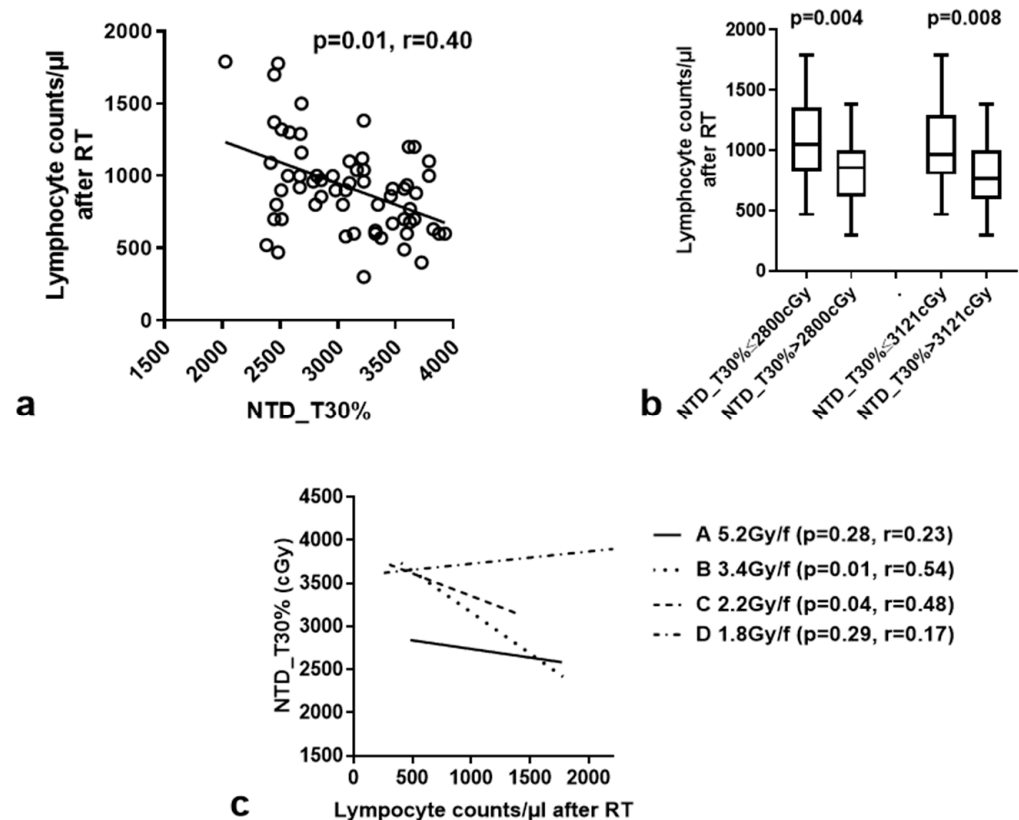 2000
1500
1000
500
0
Lymphocyte counts/µl
after RT
p=0.01, r=0.40
1500
2000
2500
3000
3500
4000
NTD_T30%
a
p=0.004
p=0.008
2000
1500
1000
500
0
Lymphocyte counts/µl
after RT
NTD_T30%≤2800cGy
NTD_T30%>2800cGy
.
NTD_T30%≤3121cGy
NTD_T30%>3121cGy
b
4500
4000
3500
3000
2500
2000
1500
NTD_T30% (cGy)
0 500 1000 1500 2000
Lympocyte counts/µl after RT
A 5.2Gy/f (p=0.28, r=0.23)
B 3.4Gy/f (p=0.01, r=0.54)
C 2.2Gy/f (p=0.04, r=0.48)
D 1.8Gy/f (p=0.29, r=0.17)
c